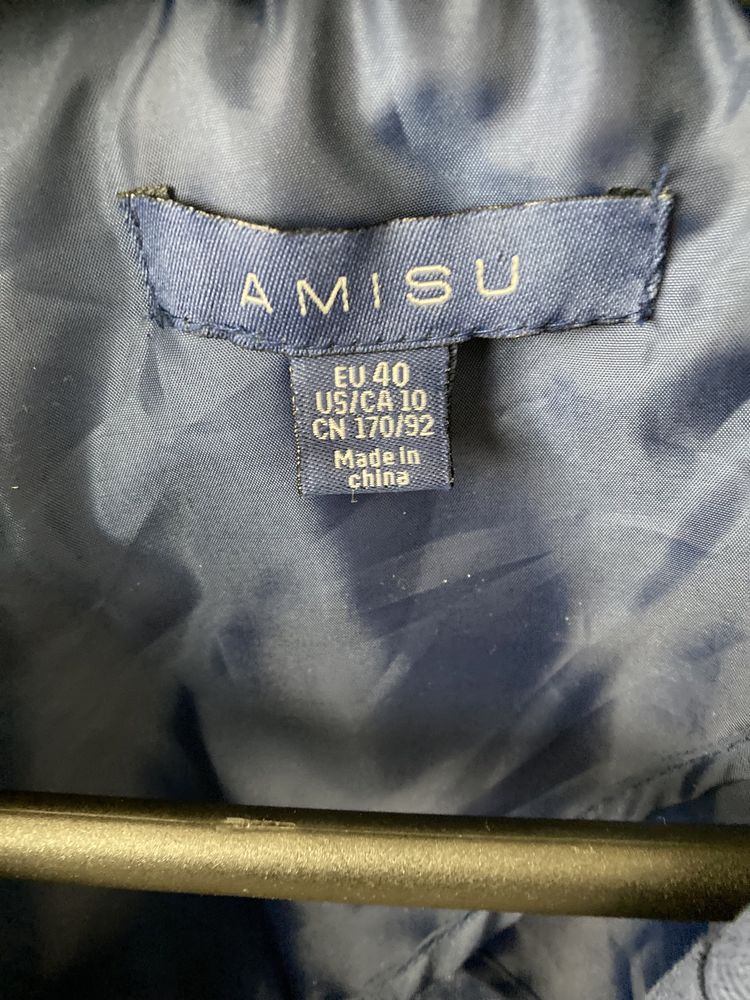 AMISU
EU 40
US/CA 10
CN 170/92
Made in
china